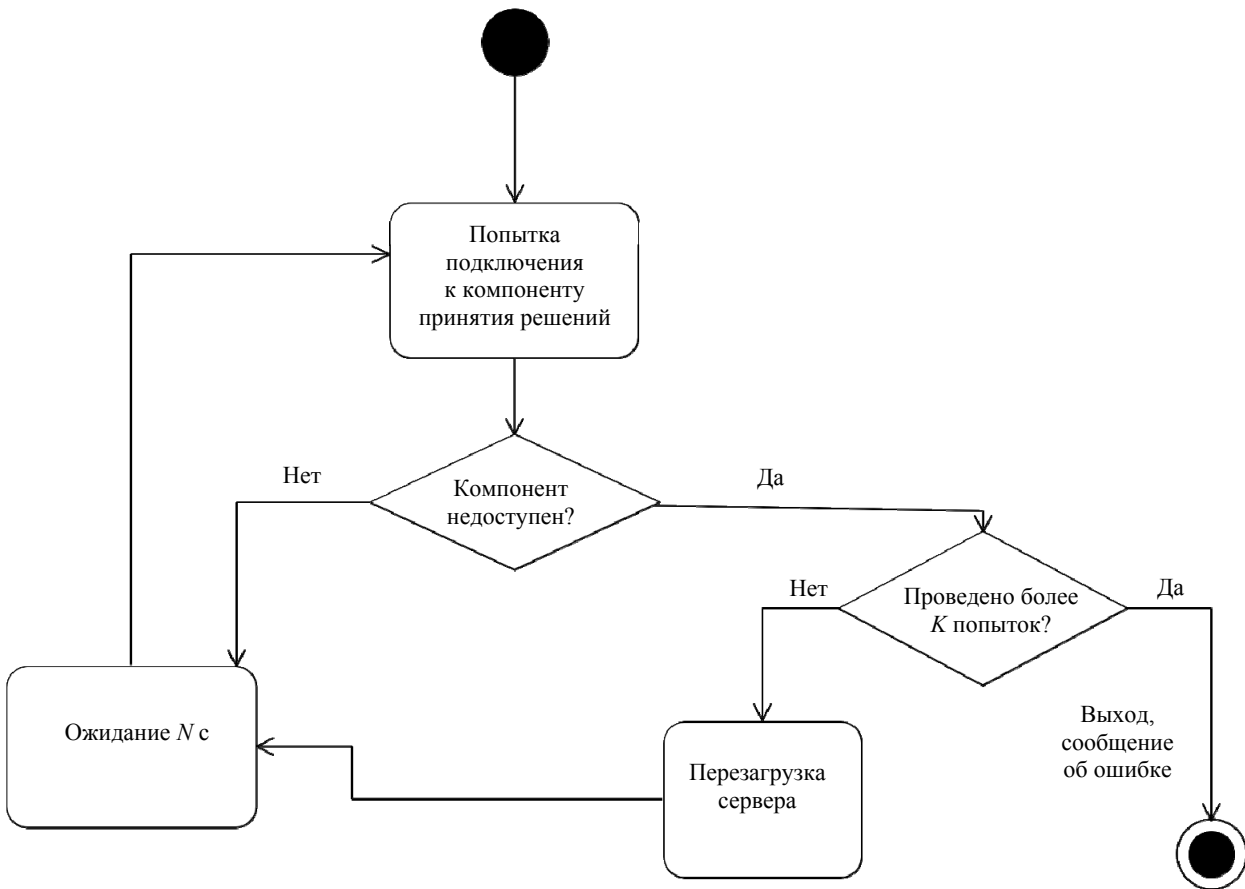 Попытка
подключения
к компоненту
принятия решений
Нет
Да
Компонент
недоступен?
Нет
Да
Проведено более
K попыток?
Ожидание N с
Выход,
сообщение
об ошибке
Перезагрузка
сервера